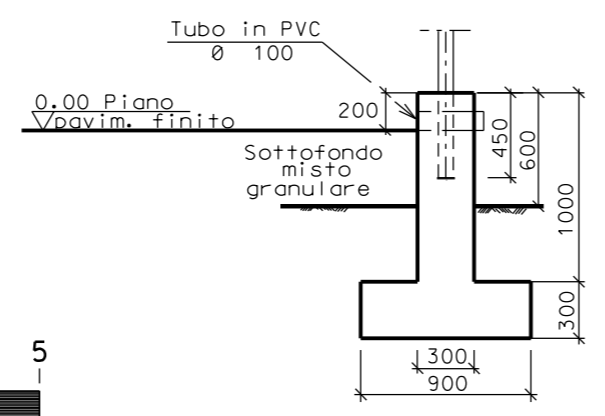 Tubo in PVC
Ø 100
0.00 Piano
pavim. finito
200
Sottofondo
misto
granulare
450
600
1000
300
300
900
5